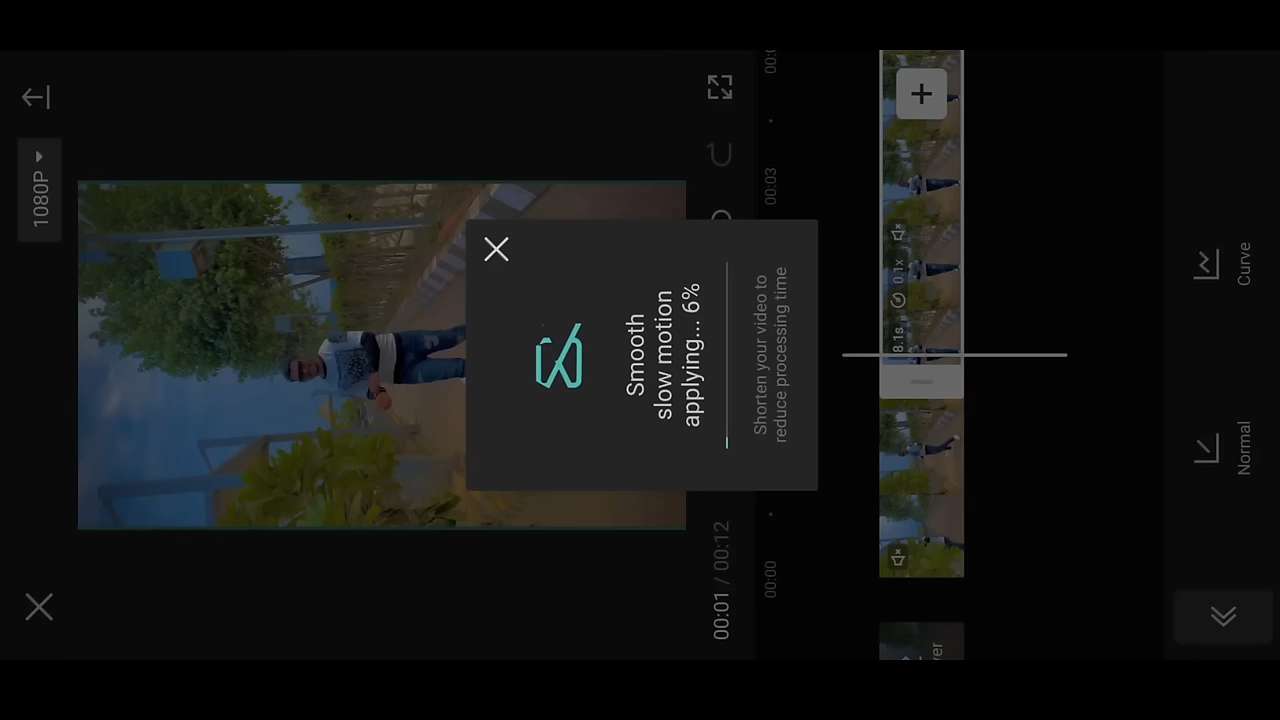 1080P
Smooth
slow motion
applying... 6%
Shorten your video to
reduce processing time
00:01 / 00:12
00:00
00:03
8.1s
0.1x
Normal
Curve